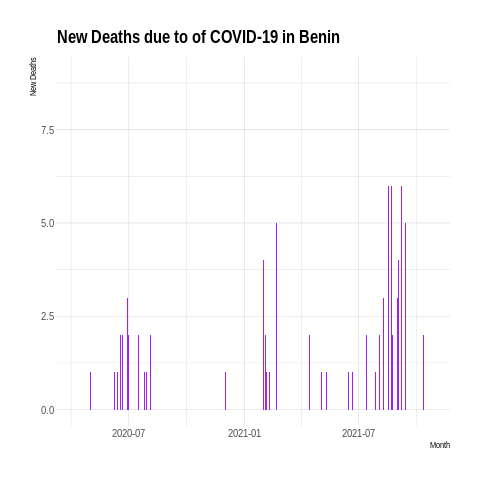 New Deaths due to of COVID-19 in Benin
New Deaths
7.5
5.0
2.5
0.0
2020-07
2021-01
2021-07
Month